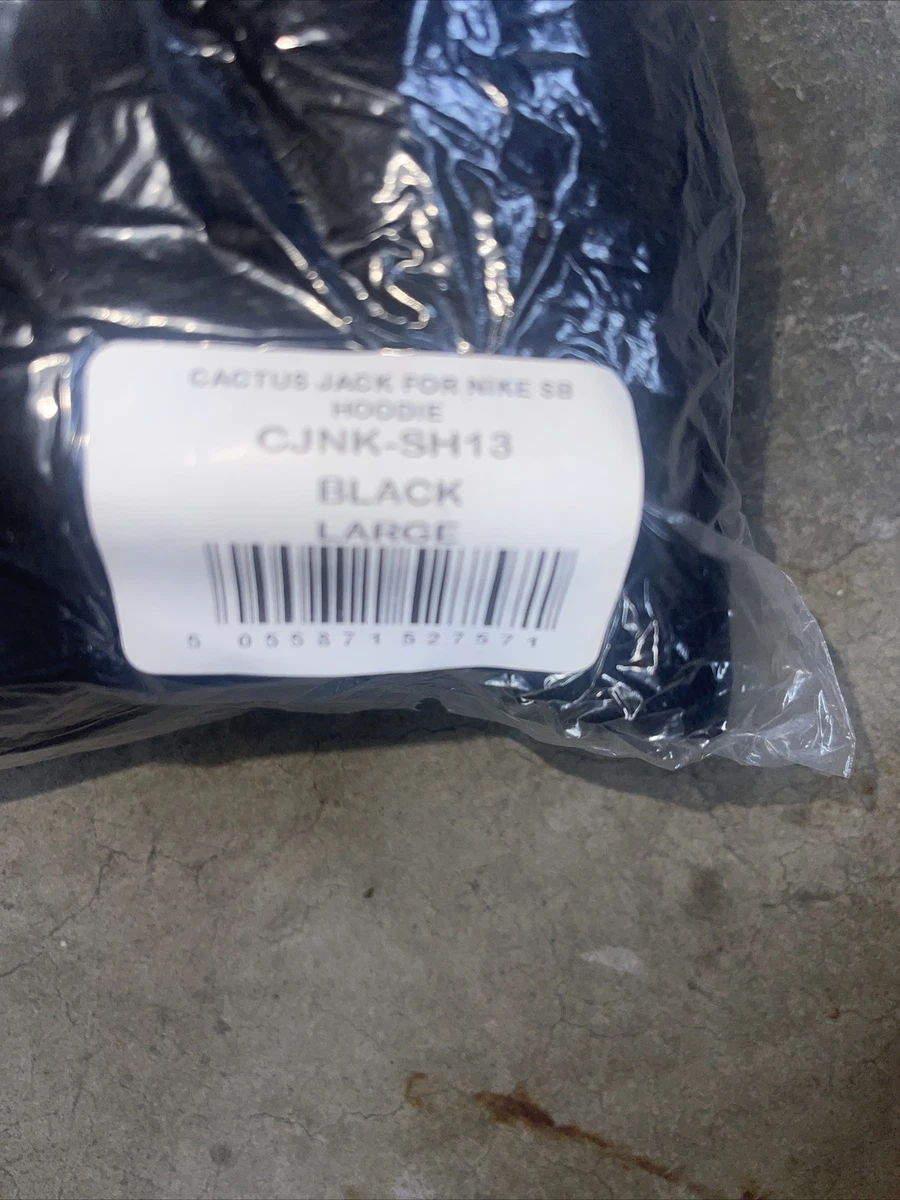 CACTUS JACK FOR NIKE SB
HOODIE
CJNK-SH13
BLACK
LARGE
5 055871 527571